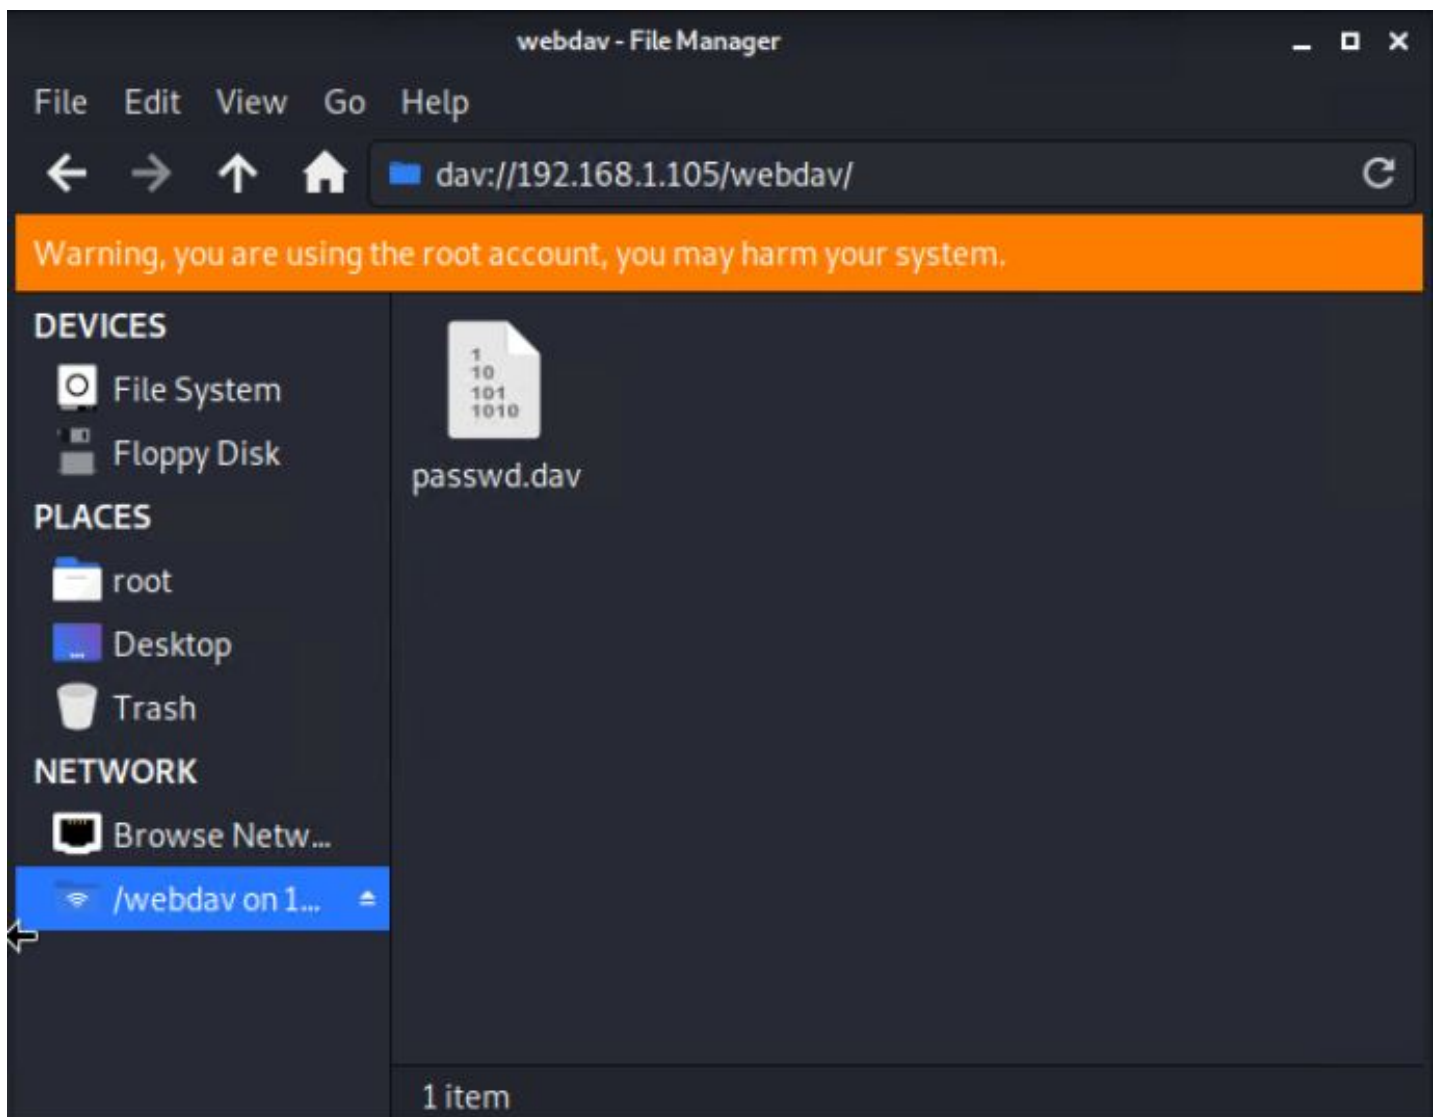 webdav - File Manager
File Edit View Go Help
dav://192.168.1.105/webdav/
Warning, you are using the root account, you may harm your system.
DEVICES
File System
Floppy Disk
PLACES
root
Desktop
Trash
NETWORK
Browse Netw...
/webdav on 1...
1
10
101
1010
passwd.dav
1 item